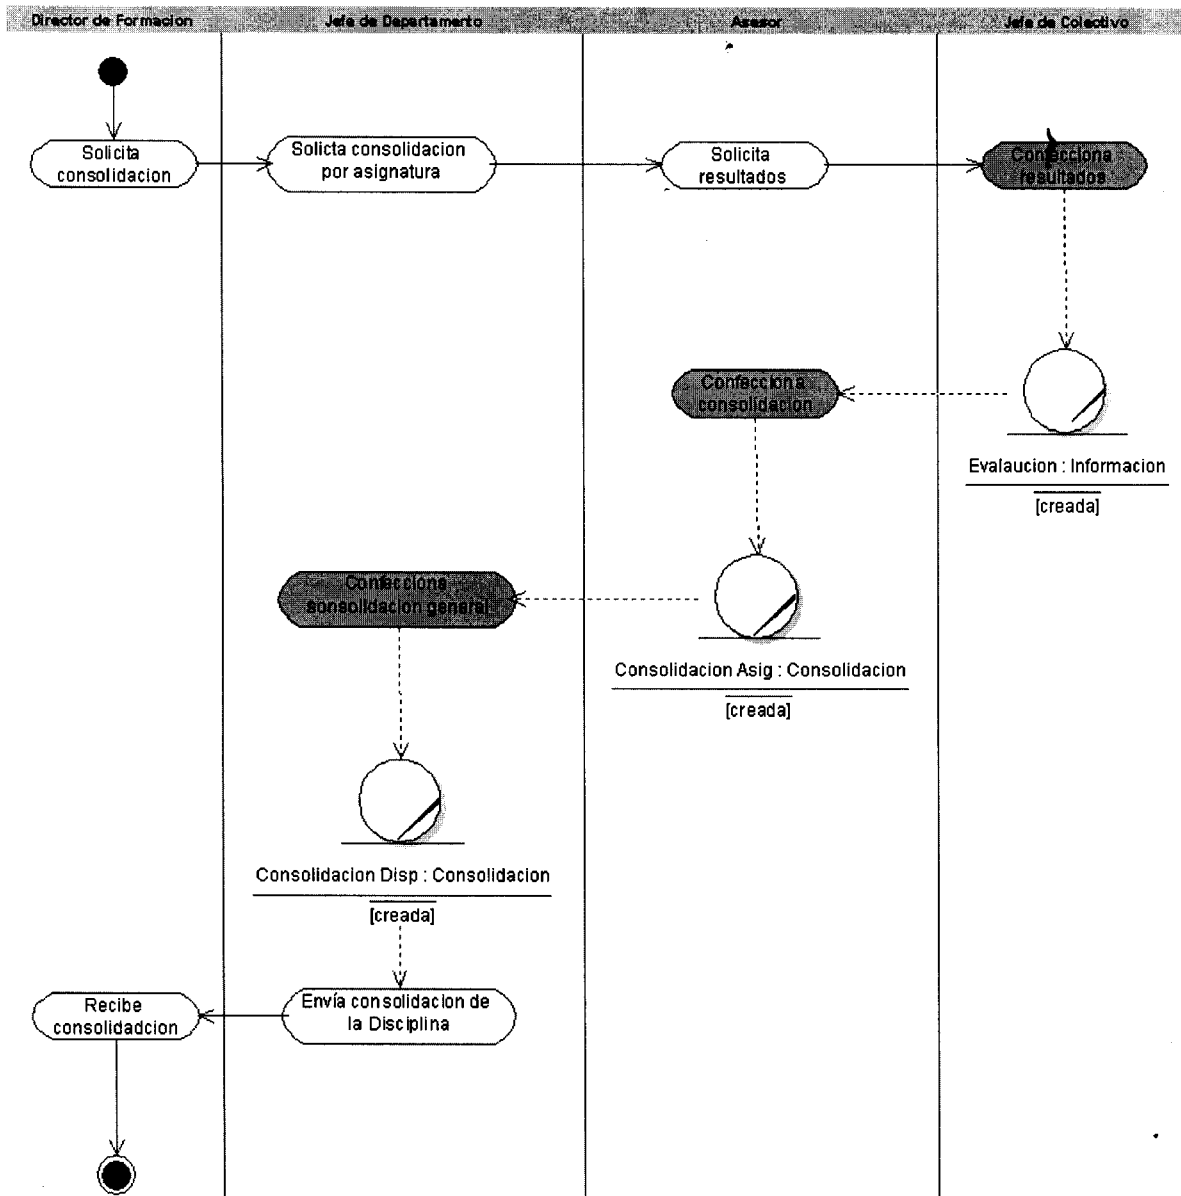 Director de Formacion
Jefe de Departamento
Asesor
Jefe de Colectivo
Solicita
consolidacion
Solicta consolidacion
por asignatura
Solicita
resultados
Confecciona
resultados
Confecciona
consolidacion
Evalaucion : Informacion
[creada]
Confecciona
sonsolidacion general
Consolidacion Asig : Consolidacion
[creada]
Consolidacion Disp : Consolidacion
[creada]
Recibe
consolidadcion
Envía consolidacion de
la Disciplina